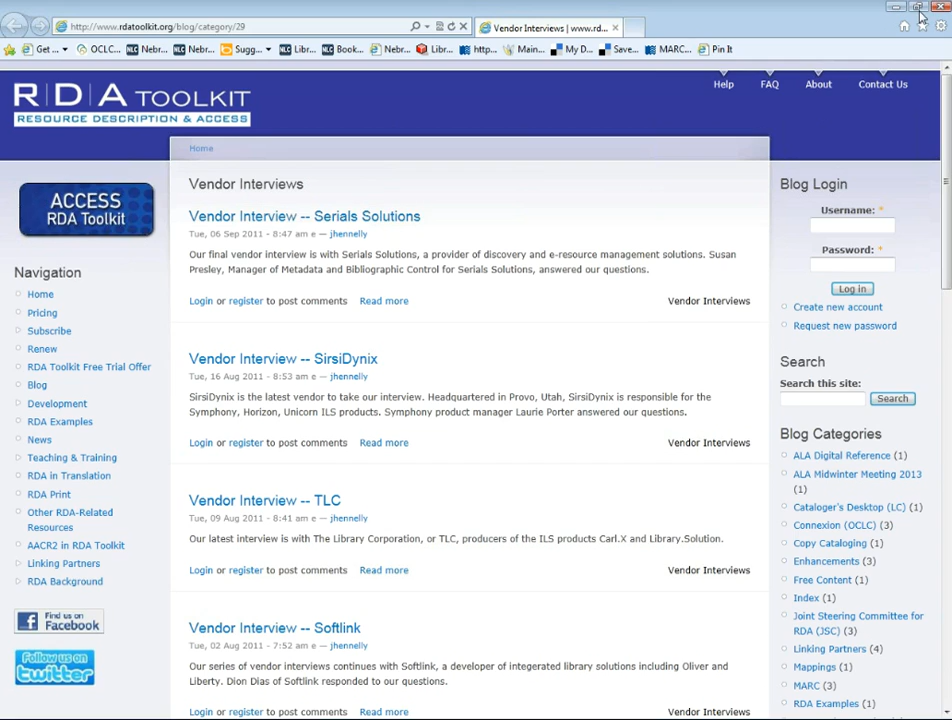 http://www.rdatoolkit.org/blog/category/29
Vendor Interviews | www.rd...
Get ...
OCLC...
Nebr...
Nebr...
Sugg...
Libr...
Book...
Nebr...
Libr...
http...
Main...
My D...
Save...
MARC...
Pin It
R|D|A TOOLKIT
RESOURCE DESCRIPTION & ACCESS
Help
FAQ
About
Contact Us
Home
ACCESS
RDA Toolkit
Navigation
Home
Pricing
Subscribe
Renew
RDA Toolkit Free Trial Offer
Blog
Development
RDA Examples
News
Teaching & Training
RDA in Translation
RDA Print
Other RDA-Related
Resources
AACR2 in RDA Toolkit
Linking Partners
RDA Background
Find us on
Facebook
Follow us on
twitter
Vendor Interviews
Vendor Interview -- Serials Solutions
Tue, 06 Sep 2011 - 8:47 am e — jhennelly
Our final vendor interview is with Serials Solutions, a provider of discovery and e-resource management solutions. Susan
Presley, Manager of Metadata and Bibliographic Control for Serials Solutions, answered our questions.
Login or register to post comments Read more Vendor Interviews
Vendor Interview -- SirsiDynix
Tue, 16 Aug 2011 - 8:53 am e — jhennelly
SirsiDynix is the latest vendor to take our interview. Headquartered in Provo, Utah, SirsiDynix is responsible for the
Symphony, Horizon, Unicorn ILS products. Symphony product manager Laurie Porter answered our questions.
Login or register to post comments Read more Vendor Interviews
Vendor Interview -- TLC
Tue, 09 Aug 2011 - 8:41 am e — jhennelly
Our latest interview is with The Library Corporation, or TLC, producers of the ILS products Carl.X and Library.Solution.
Login or register to post comments Read more Vendor Interviews
Vendor Interview -- Softlink
Tue, 02 Aug 2011 - 7:52 am e — jhennelly
Our series of vendor interviews continues with Softlink, a developer of integerated library solutions including Oliver and
Liberty. Dion Dias of Softlink responded to our questions.
Login or register to post comments Read more Vendor Interviews
Blog Login
Username: *
Password: *
Log in
Create new account
Request new password
Search
Search this site:
Search
Blog Categories
ALA Digital Reference (1)
ALA Midwinter Meeting 2013
(1)
Cataloger's Desktop (LC) (1)
Connexion (OCLC) (3)
Copy Cataloging (1)
Enhancements (3)
Free Content (1)
Index (1)
Joint Steering Committee for
RDA (JSC) (3)
Linking Partners (4)
Mappings (1)
MARC (3)
RDA Examples (1)